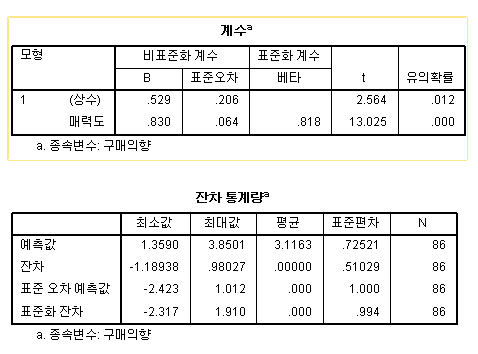 계수a
모형 비표준화 계수 표준화 계수 t 유의확률
B 표준오차 베타
1 (상수) .529 .206 2.564 .012
매력도 .830 .064 .818 13.025 .000
a. 종속변수: 구매의향
잔차 통계량a
최소값 최대값 평균 표준편차 N
예측값 1.3590 3.8501 3.1163 .72521 86
잔차 -1.18938 .98027 .00000 .51029 86
표준 오차 예측값 -2.423 1.012 .000 1.000 86
표준화 잔차 -2.317 1.910 .000 .994 86
a. 종속변수: 구매의향